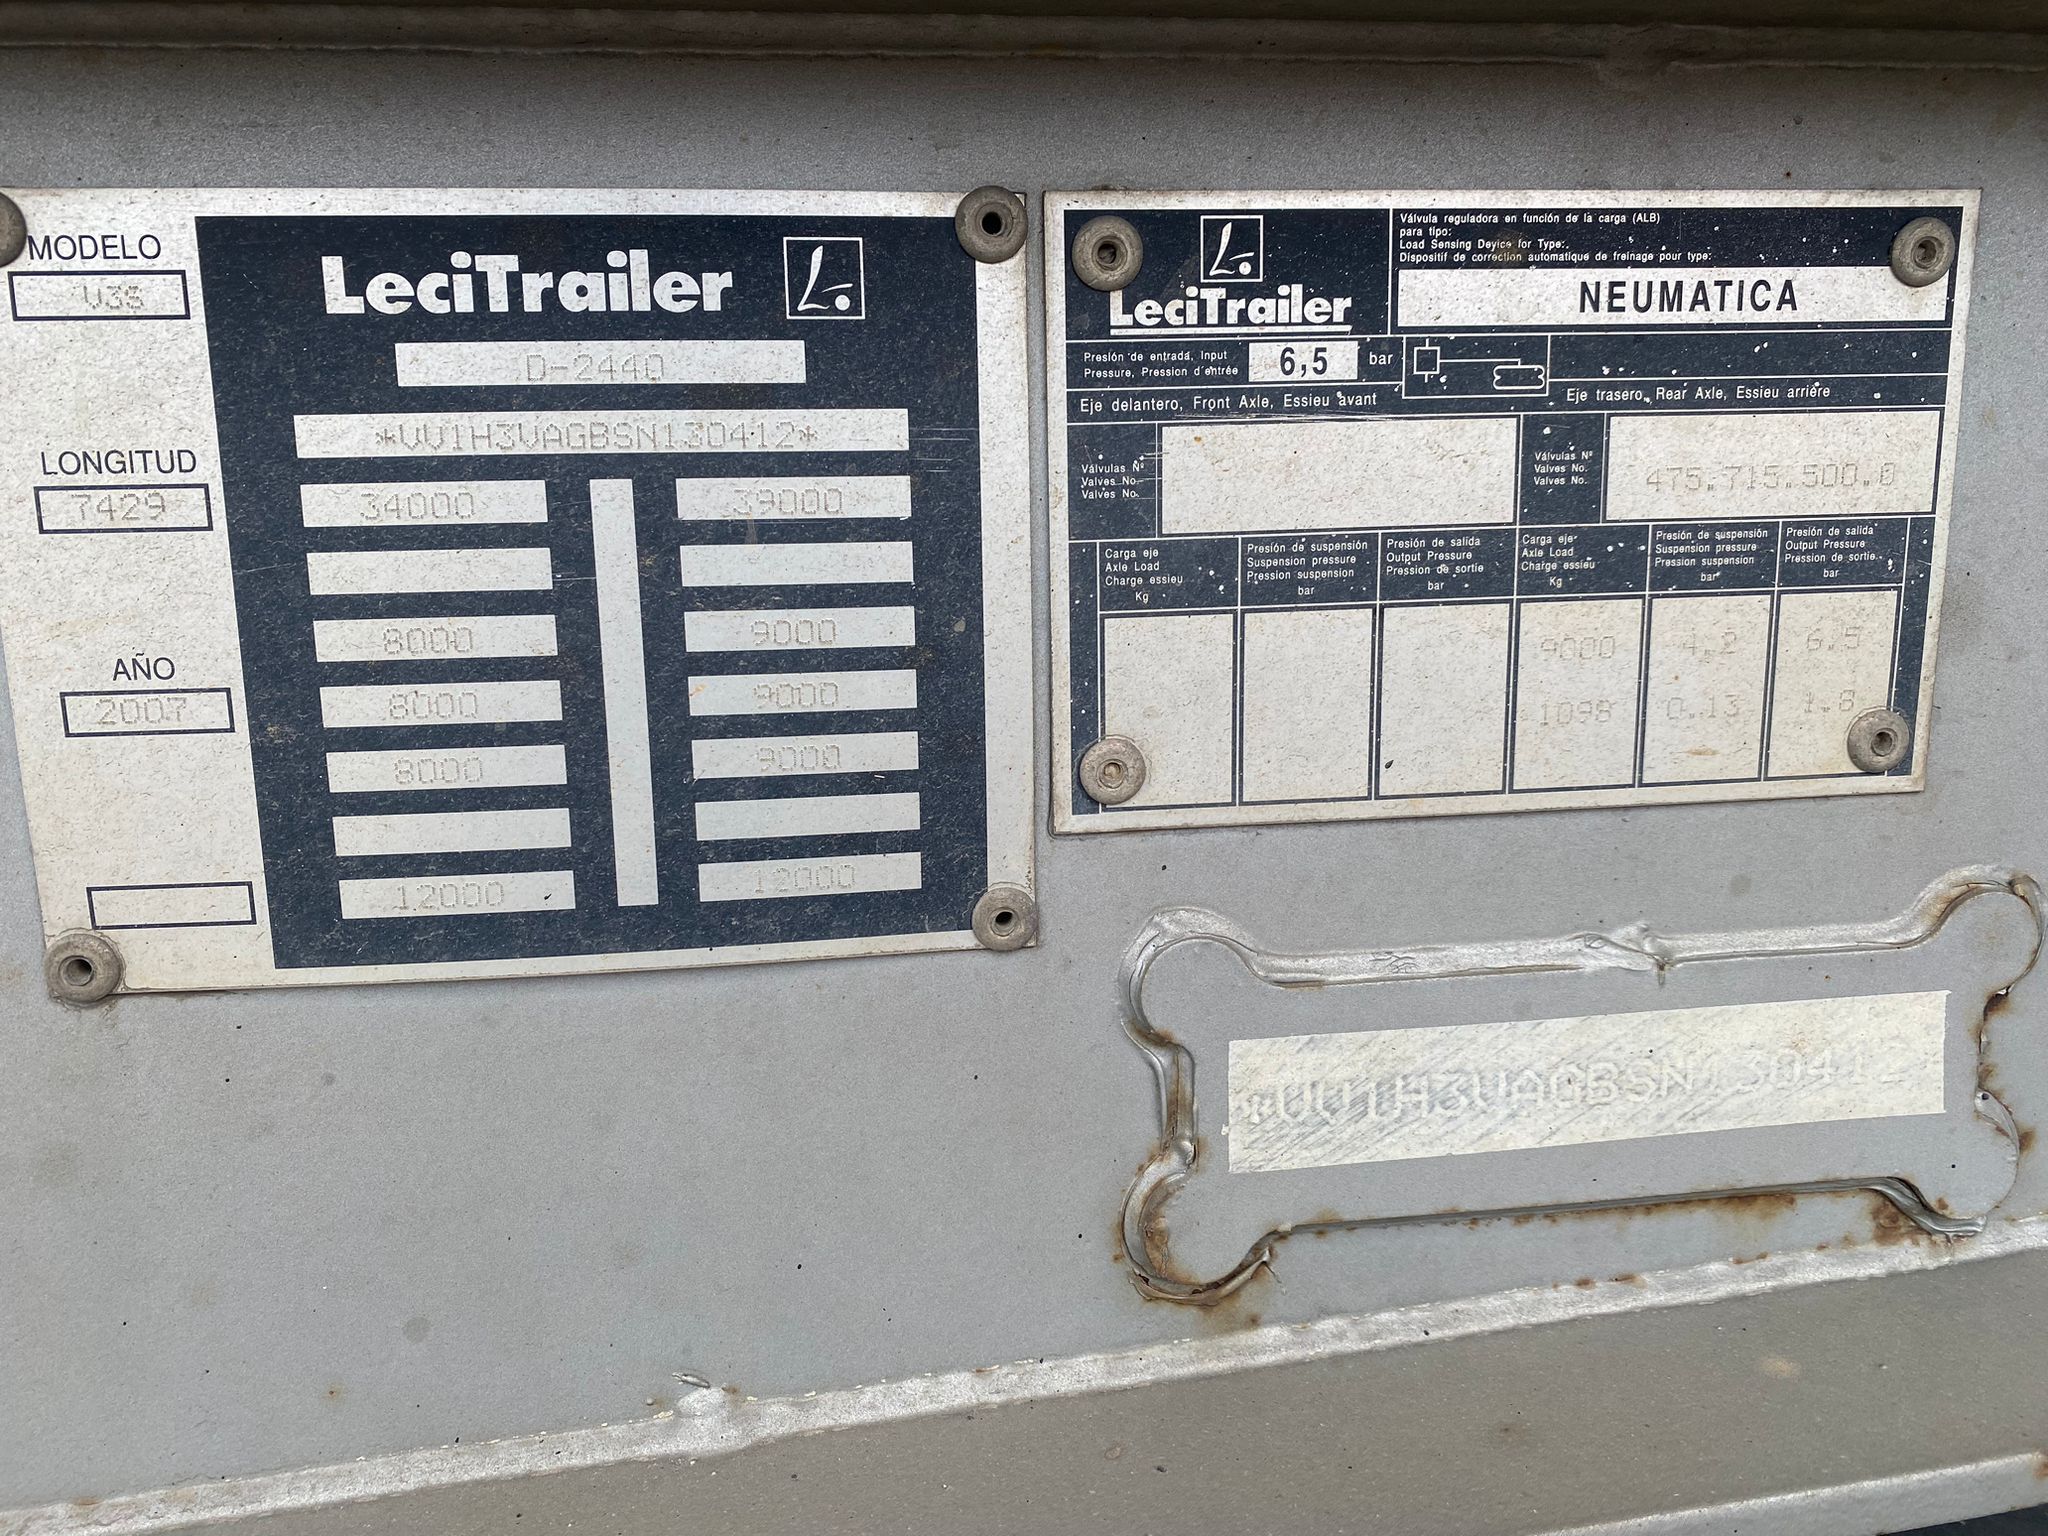 MODELO
V3S
LONGITUD
7429
AÑO
2007
LeciTrailer
D-2440
*VV1H3VAGBSN130412*
34000 39000
8000 9000
8000 9000
8000 9000
12000 12000
LeciTrailer
Válvula reguladora en función de la carga (ALB)
para tipo:
Load Sensing Device for Type:
Dispositif de correction automatique de freinage pour type:
NEUMATICA
Presión de entrada, Input
Pressure, Pression d'entrée
6,5 bar
Eje delantero, Front Axle, Essieu avant
Eje trasero, Rear Axle, Essieu arrière
Válvulas Nº
Valves No.
Valves No.
Válvulas Nº
Valves No.
Valves No.
475.715.500.0
Carga eje
Axle Load
Charge essieu
Kg
Presión de suspensión
Suspension pressure
Pression suspension
bar
Presión de salida
Output Pressure
Pression de sortie
bar
Carga eje
Axle Load
Charge essieu
Kg
Presión de suspensión
Suspension pressure
Pression suspension
bar
Presión de salida
Output Pressure
Pression de sortie
bar
9000 4.2 6.5
1098 0.13 1.8
*VV1H3VAGBSN130412